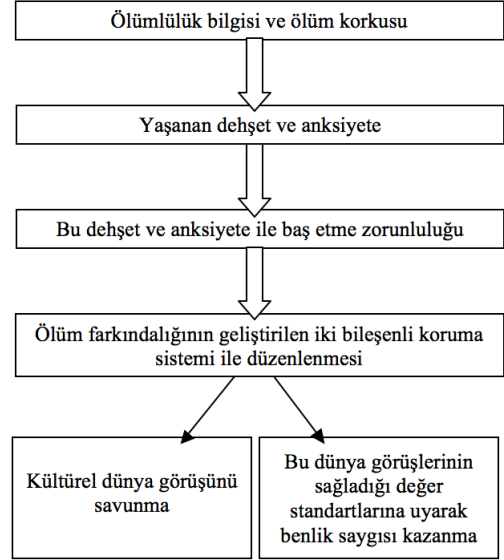 Ölümlülük bilgisi ve ölüm korkusu
Yaşanan dehşet ve anksiyete
Bu dehşet ve anksiyete ile baş etme zorunluluğu
Ölüm farkındalığının geliştirilen iki bileşenli koruma
sistemi ile düzenlenmesi
Kültürel dünya görüşünü
savunma
Bu dünya görüşlerinin
sağladığı değer
standartlarına uyarak
benlik saygısı kazanma